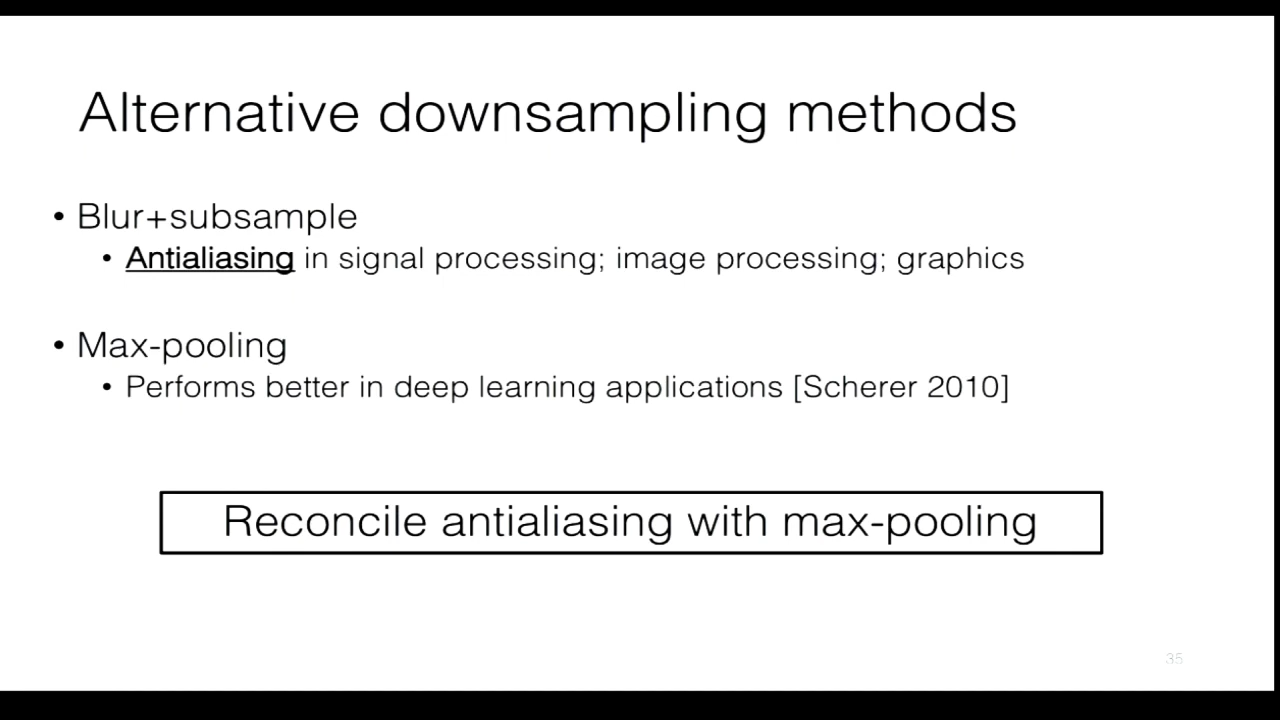 Alternative downsampling methods
• Blur+subsample
• Antialiasing in signal processing; image processing; graphics
• Max-pooling
• Performs better in deep learning applications [Scherer 2010]
Reconcile antialiasing with max-pooling
35